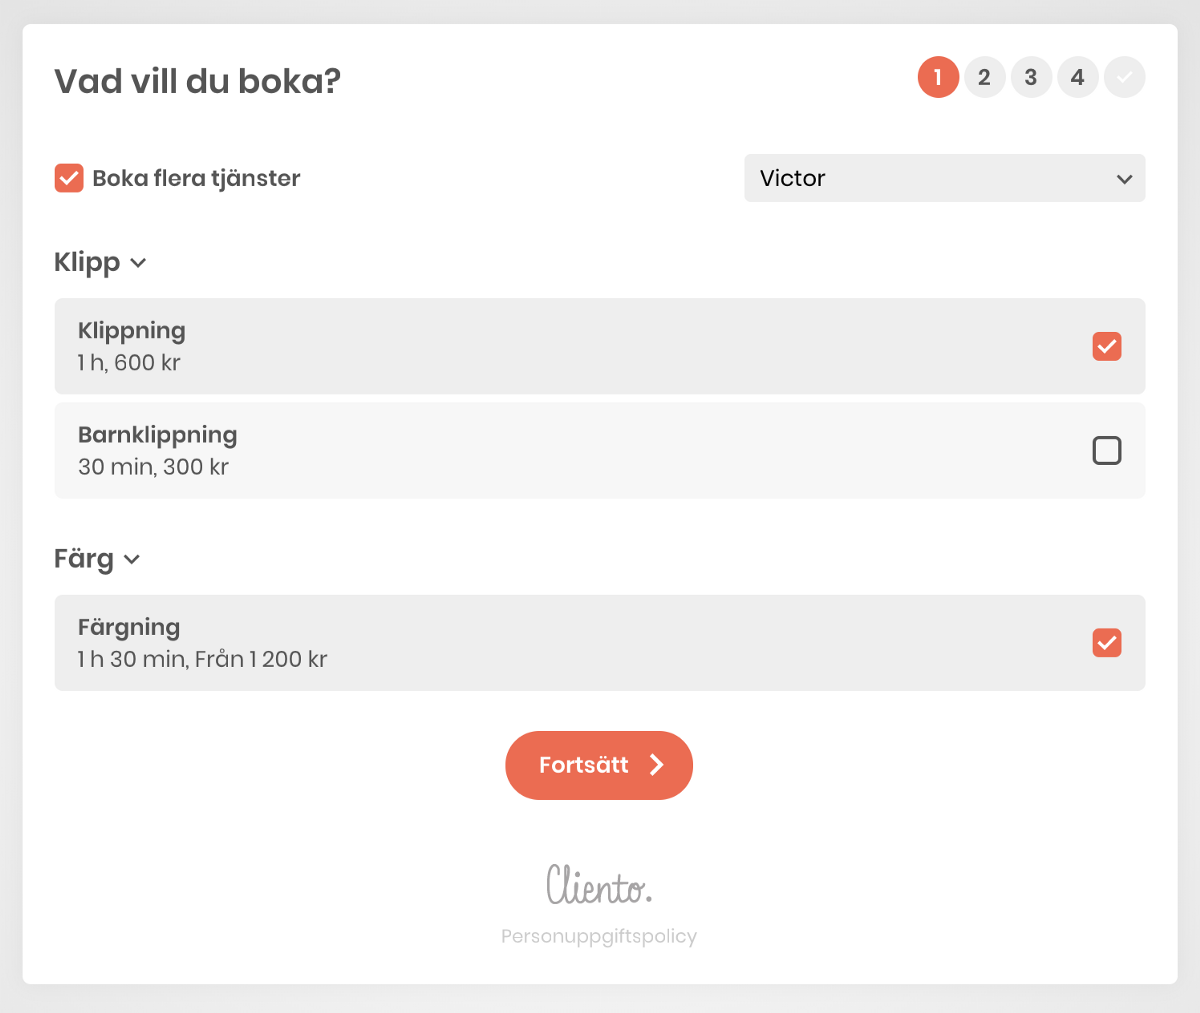 Vad vill du boka?
1 2 3 4
Boka flera tjänster
Victor
Klipp
Klippning
1 h, 600 kr
Barnklippning
30 min, 300 kr
Färg
Färgning
1 h 30 min, Från 1 200 kr
Fortsätt
Cliento.
Personuppgiftspolicy